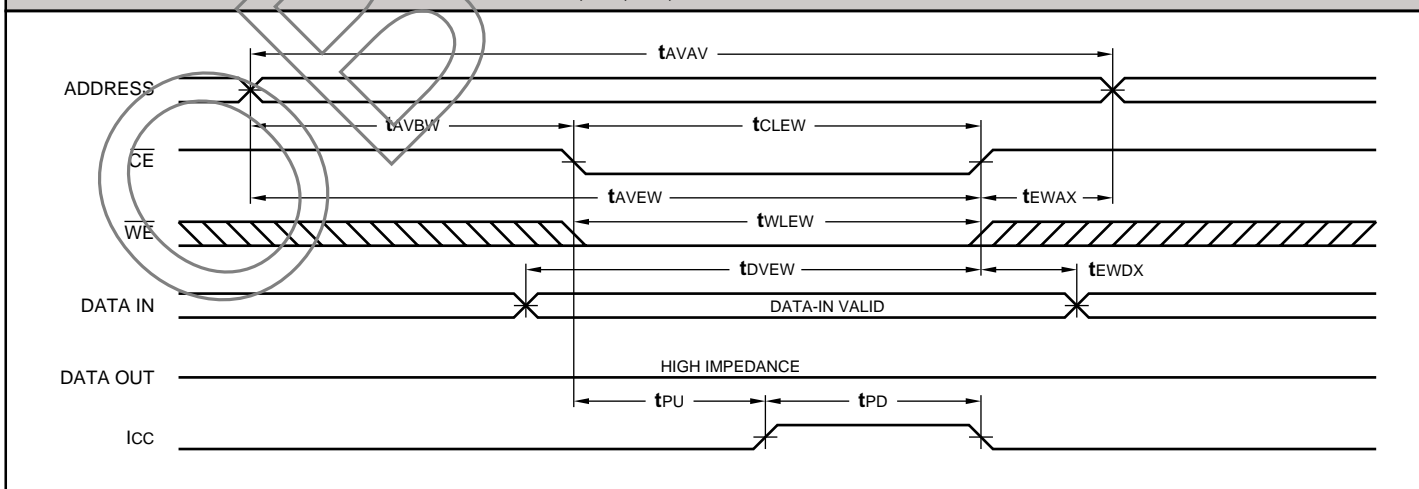 tAVAV
ADDRESS
tAVBW
tCLEW
CE
tAVEW
tEWAX
WE
tWLEW
tDVEW
tEWDX
DATA IN
DATA-IN VALID
DATA OUT
HIGH IMPEDANCE
tPU
tPD
ICC